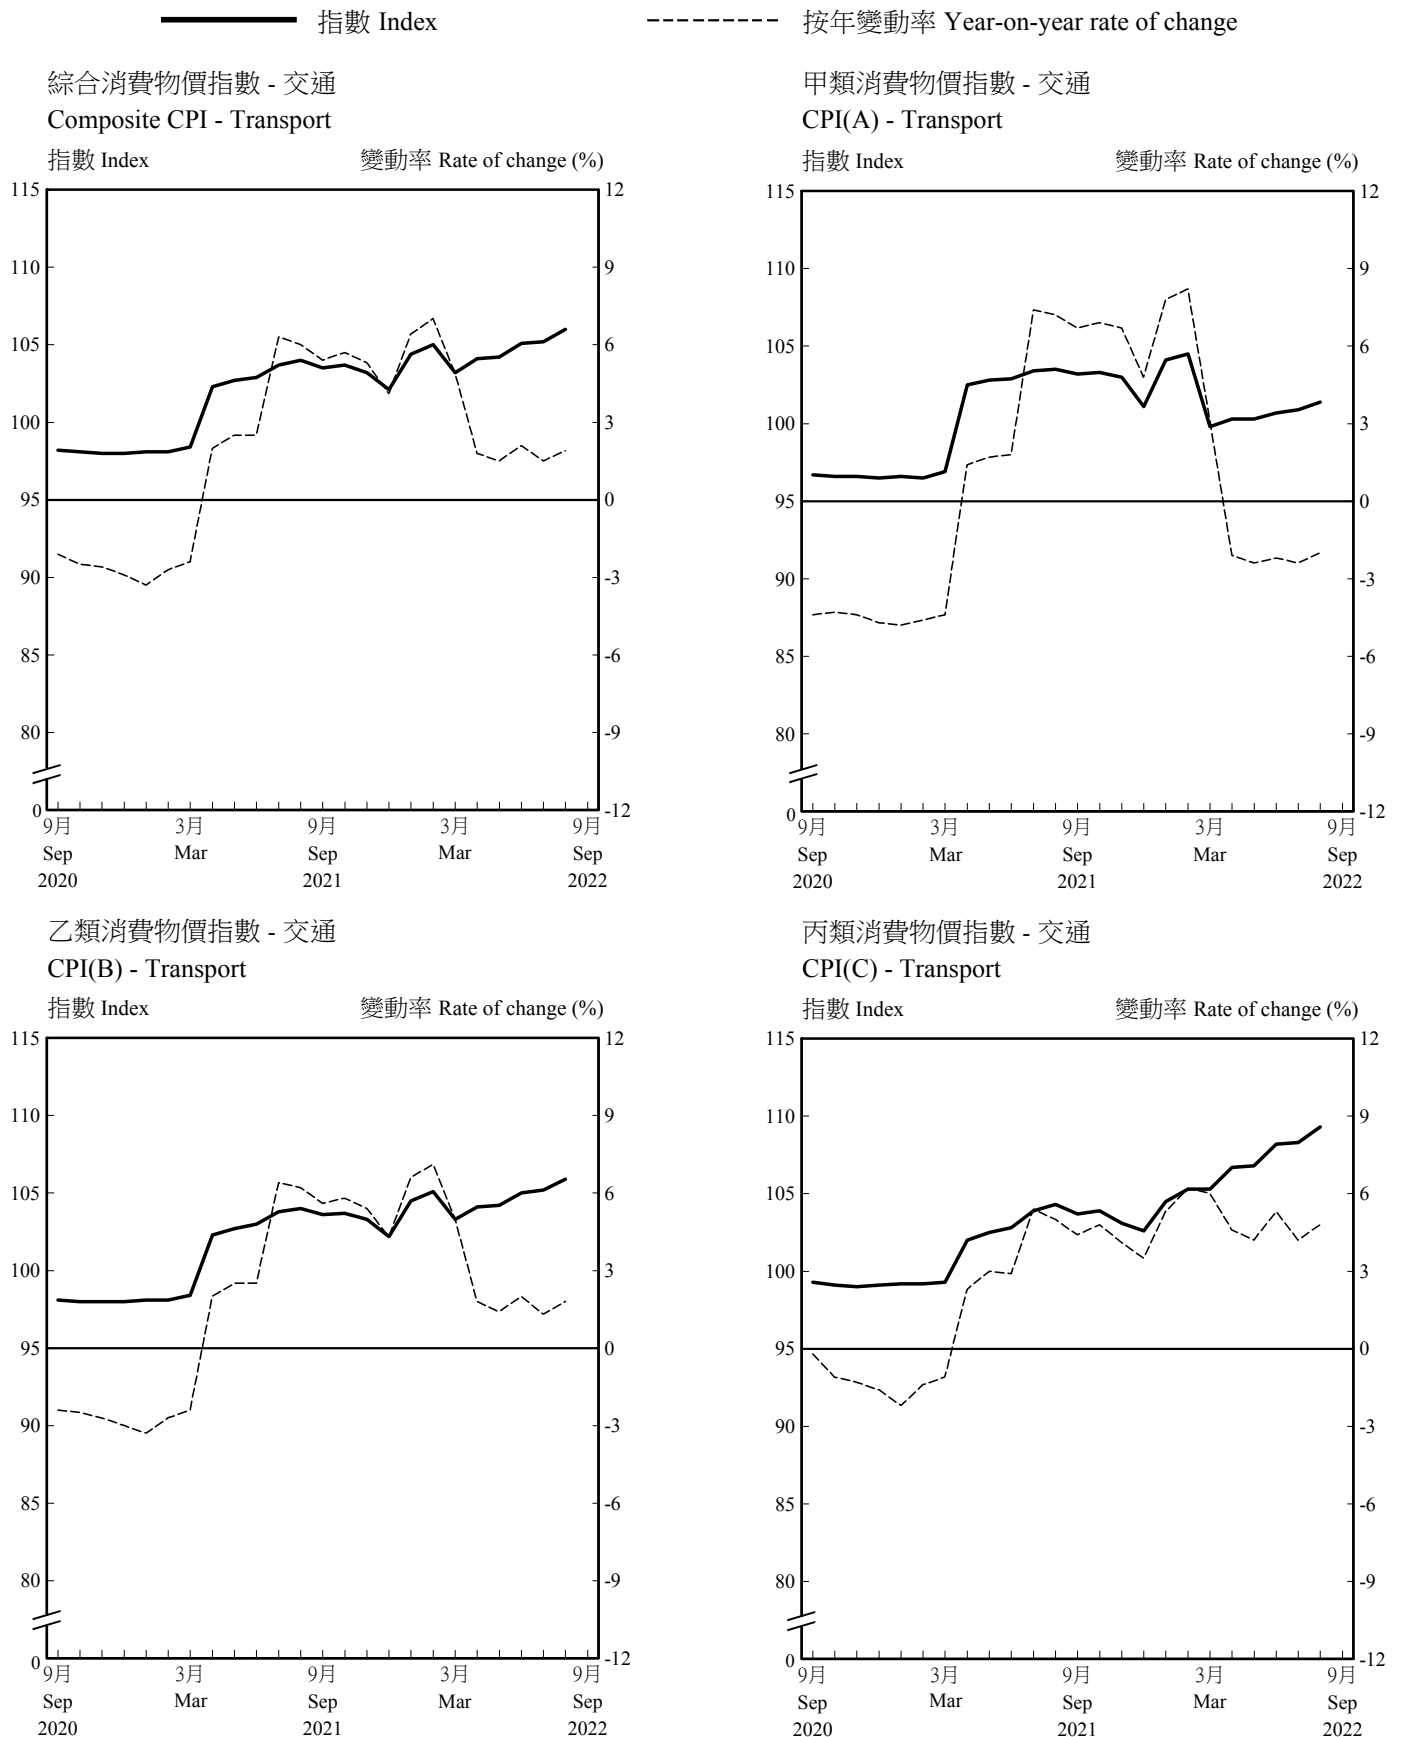 指數 Index 按年變動率 Year-on-year rate of change
綜合消費物價指數 - 交通
Composite CPI - Transport
指數 Index 變動率 Rate of change (%)
115 12
110 9
105 6
100 3
95 0
90 -3
85 -6
80 -9
0 -12
9月 3月 9月 3月 9月
Sep Mar Sep Mar Sep
2020 2021 2022
甲類消費物價指數 - 交通
CPI(A) - Transport
指數 Index 變動率 Rate of change (%)
115 12
110 9
105 6
100 3
95 0
90 -3
85 -6
80 -9
0 -12
9月 3月 9月 3月 9月
Sep Mar Sep Mar Sep
2020 2021 2022
乙類消費物價指數 - 交通
CPI(B) - Transport
指數 Index 變動率 Rate of change (%)
115 12
110 9
105 6
100 3
95 0
90 -3
85 -6
80 -9
0 -12
9月 3月 9月 3月 9月
Sep Mar Sep Mar Sep
2020 2021 2022
丙類消費物價指數 - 交通
CPI(C) - Transport
指數 Index 變動率 Rate of change (%)
115 12
110 9
105 6
100 3
95 0
90 -3
85 -6
80 -9
0 -12
9月 3月 9月 3月 9月
Sep Mar Sep Mar Sep
2020 2021 2022